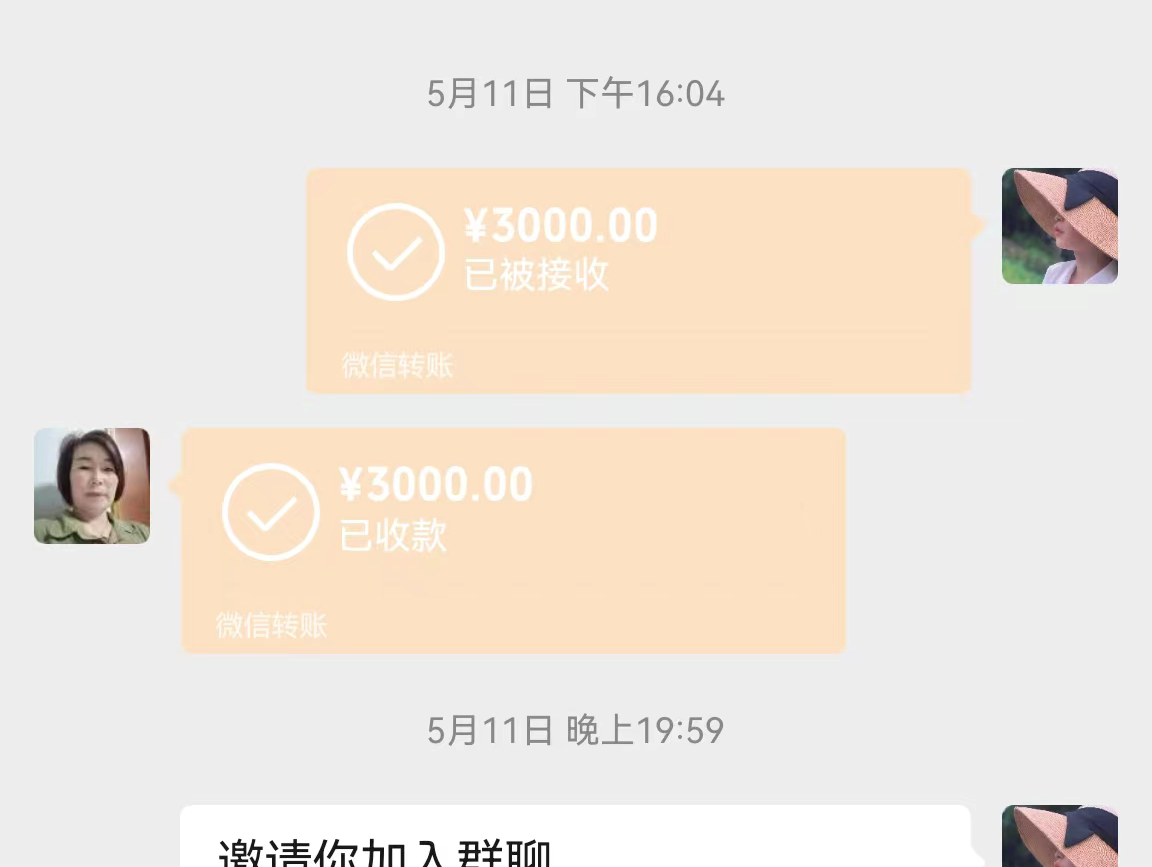 5月11日 下午16:04
¥3000.00
已被接收
微信转账
¥3000.00
已收款
微信转账
5月11日 晚上19:59
邀请你加入群聊